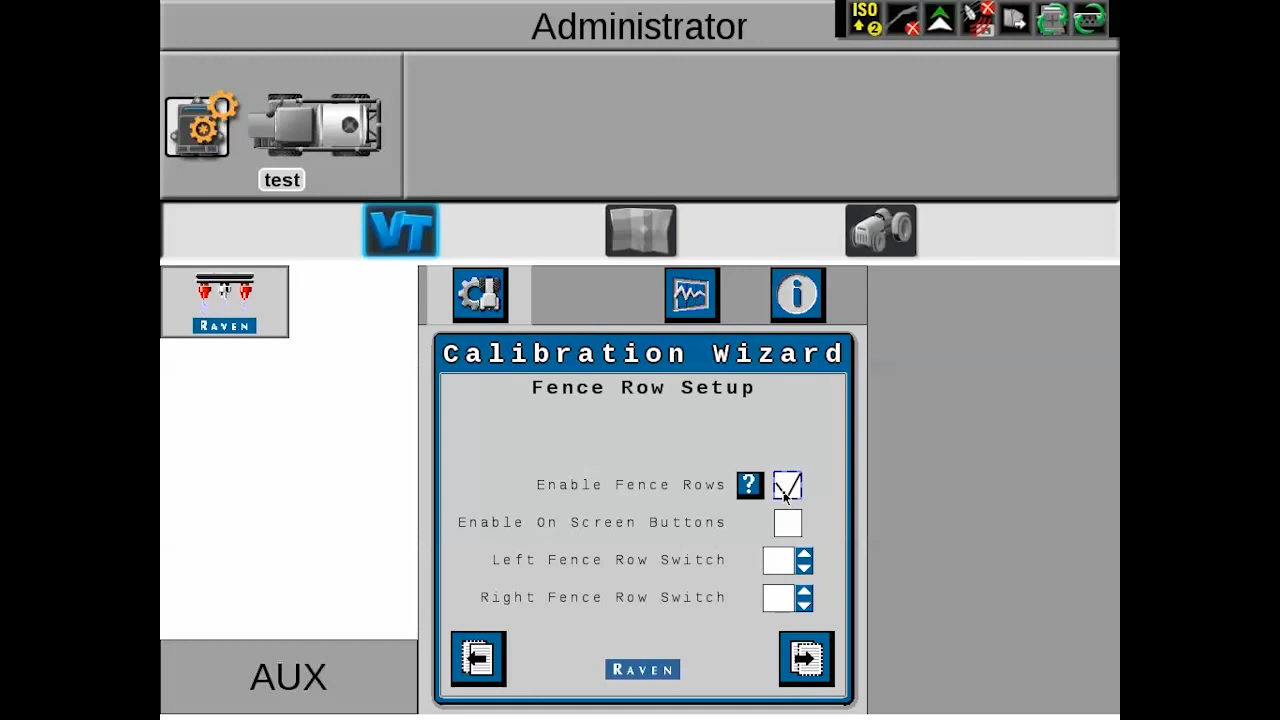 Administrator
ISO
2
test
VT
RAVEN
Calibration Wizard
Fence Row Setup
Enable Fence Rows ?
Enable On Screen Buttons
Left Fence Row Switch
Right Fence Row Switch
RAVEN
AUX